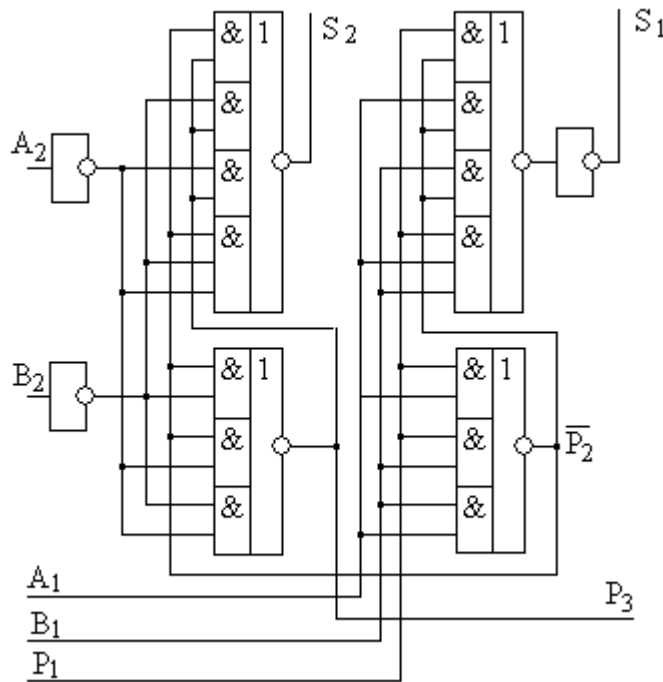 & 1 S₂ & 1 S₁
& &
A₂ & &
& &
B₂ & 1 & 1
& & P̅₂
& &
A₁ P₃
B₁
P₁